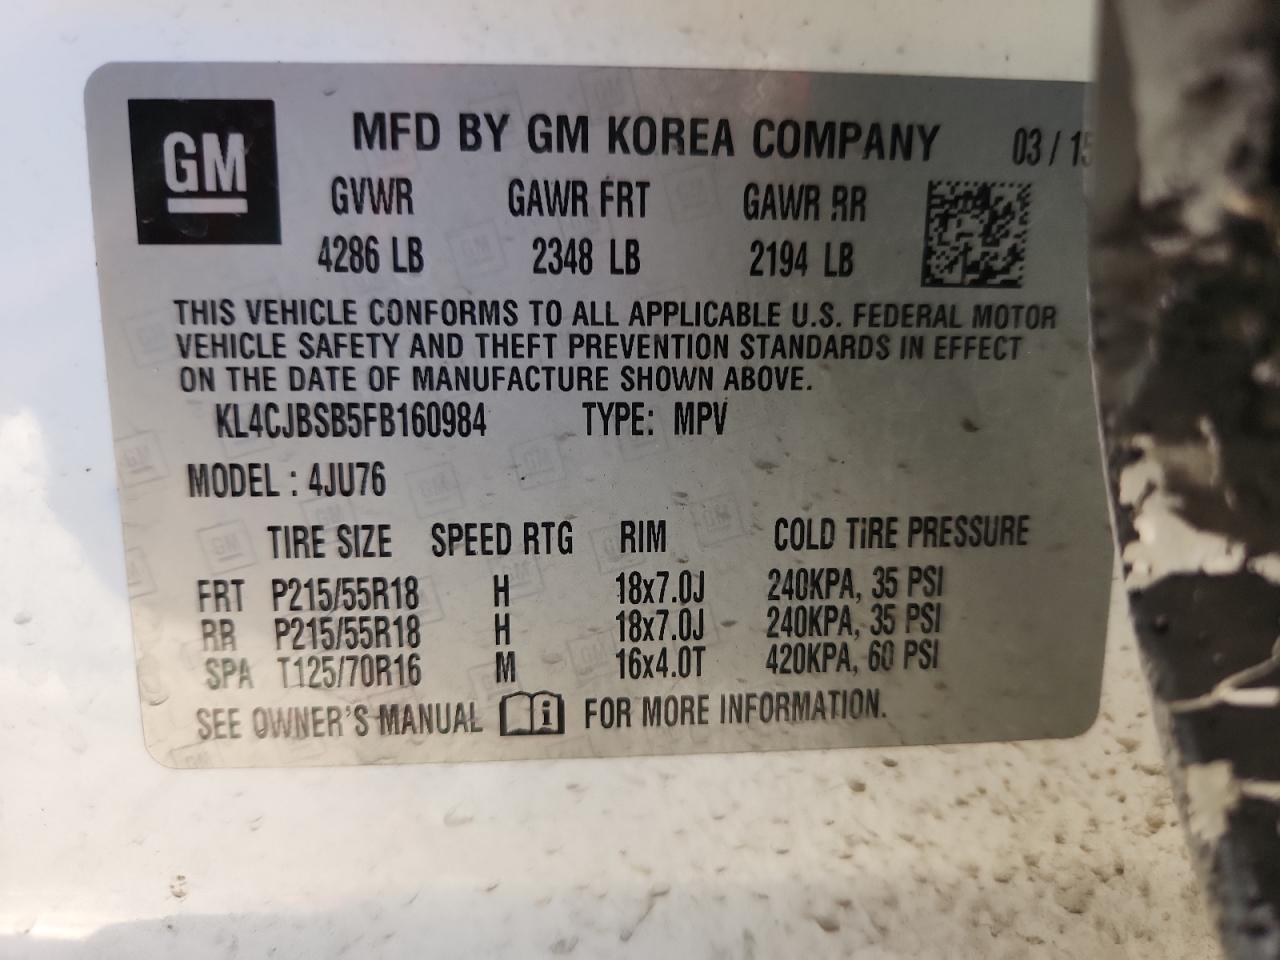 GM
MFD BY GM KOREA COMPANY 03 / 15
GVWR GAWR FRT GAWR RR
4286 LB 2348 LB 2194 LB
THIS VEHICLE CONFORMS TO ALL APPLICABLE U.S. FEDERAL MOTOR
VEHICLE SAFETY AND THEFT PREVENTION STANDARDS IN EFFECT
ON THE DATE OF MANUFACTURE SHOWN ABOVE.
KL4CJBSB5FB160984 TYPE: MPV
MODEL : 4JU76
TIRE SIZE SPEED RTG RIM COLD TIRE PRESSURE
FRT P215/55R18 H 18x7.0J 240KPA, 35 PSI
RR P215/55R18 H 18x7.0J 240KPA, 35 PSI
SPA T125/70R16 M 16x4.0T 420KPA, 60 PSI
SEE OWNER'S MANUAL i FOR MORE INFORMATION.